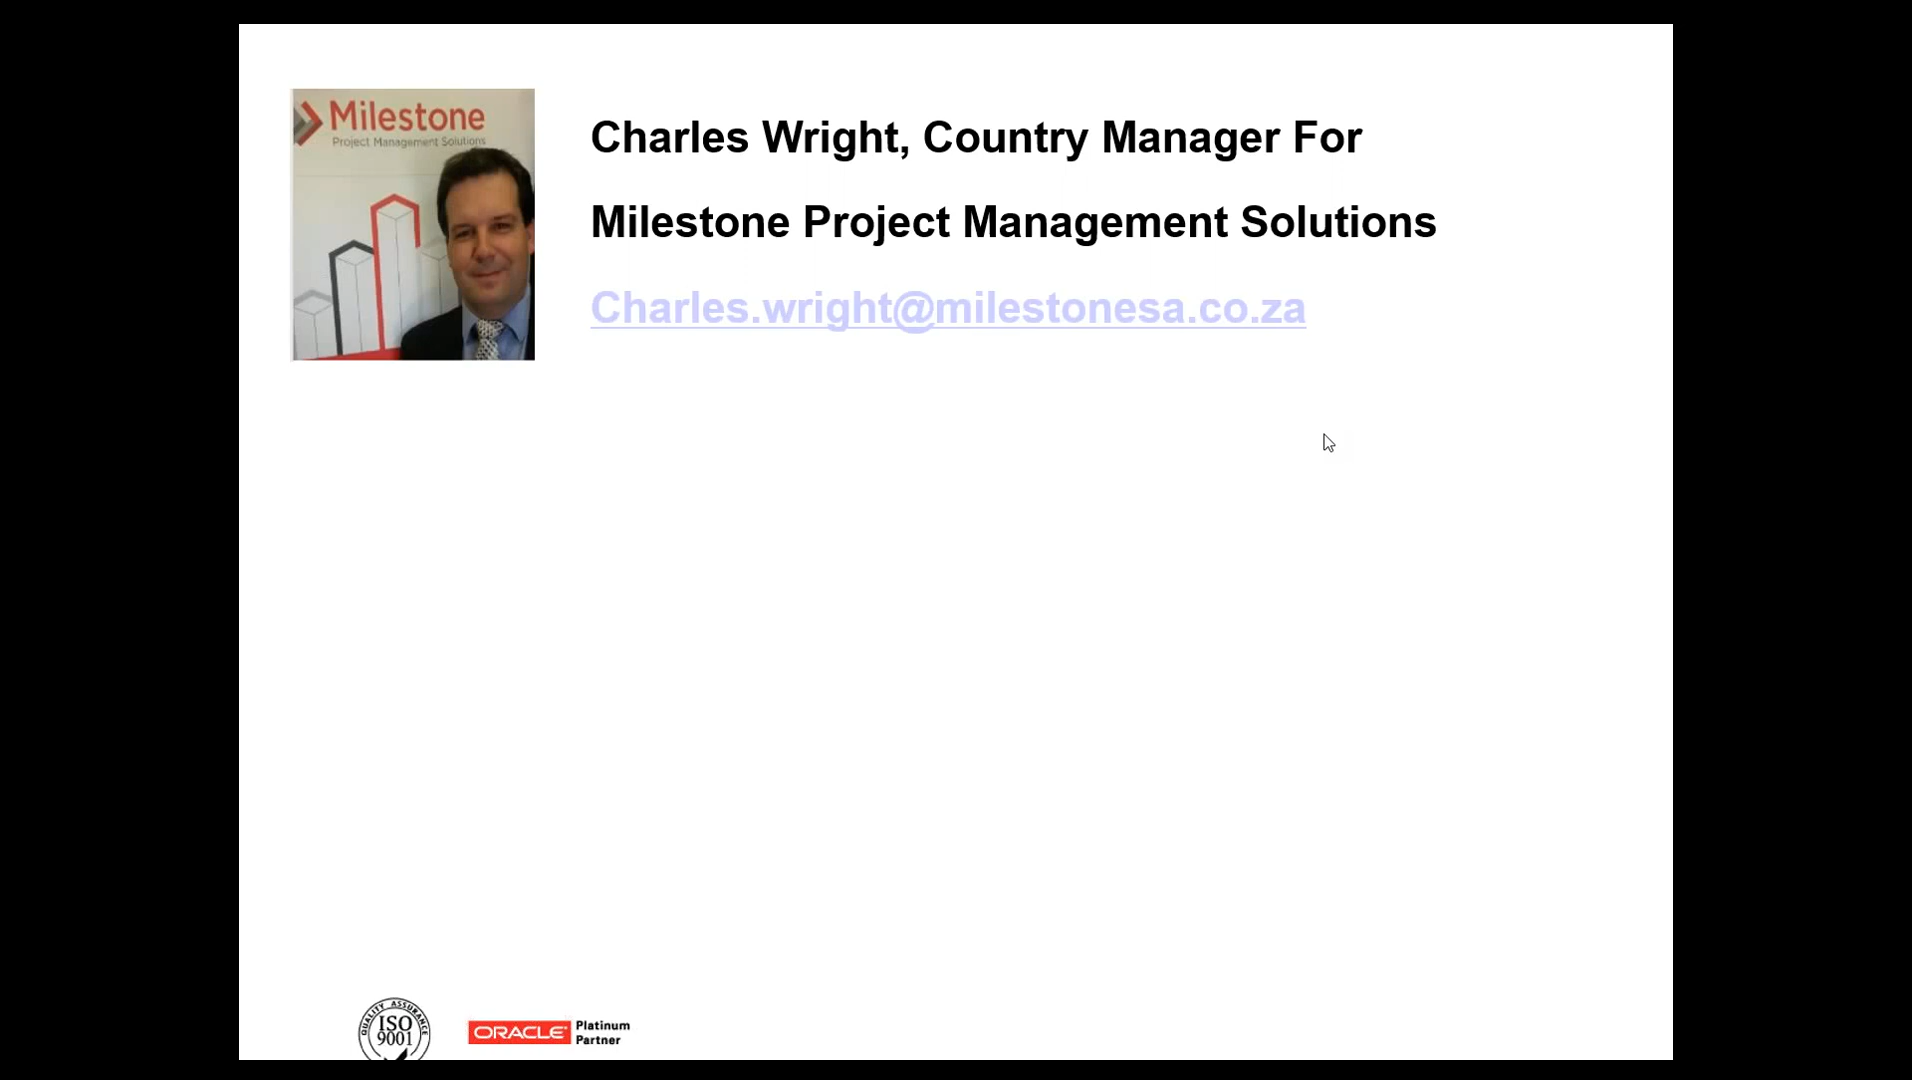 Milestone
Project Management Solutions
Charles Wright, Country Manager For
Milestone Project Management Solutions
Charles.wright@milestonesa.co.za
QUALITY ASSURANCE
ISO
9001
ORACLE
Platinum
Partner